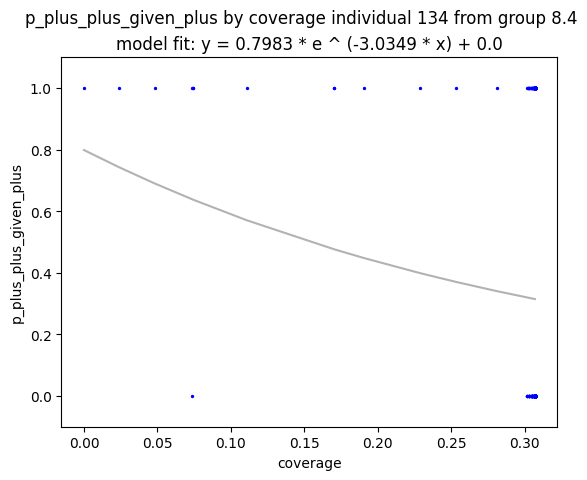 p_plus_plus_given_plus by coverage individual 134 from group 8.4
model fit: y = 0.7983 * e ^ (-3.0349 * x) + 0.0
1.0
0.8
0.6
0.4
0.2
0.0
p_plus_plus_given_plus
0.00 0.05 0.10 0.15 0.20 0.25 0.30
coverage